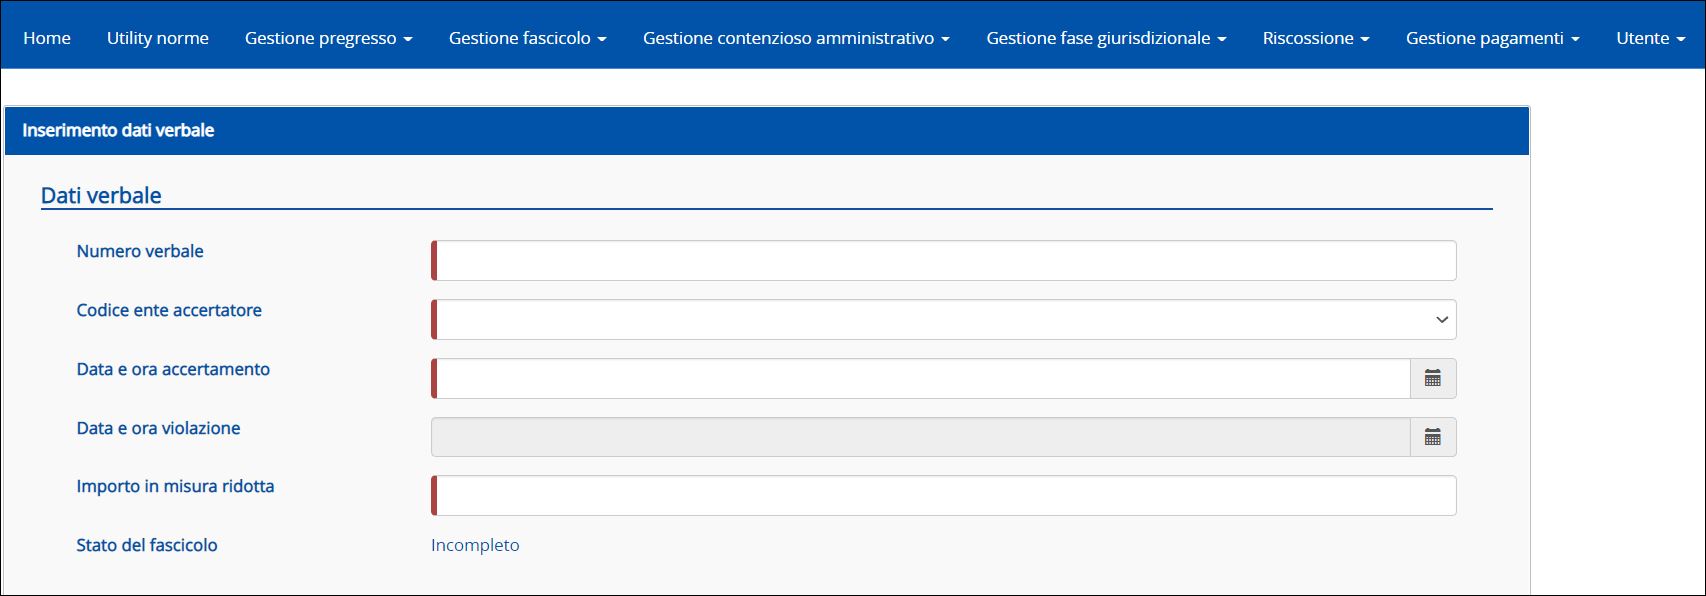 Home Utility norme Gestione pregresso Gestione fascicolo Gestione contenzioso amministrativo Gestione fase giurisdizionale Riscossione Gestione pagamenti Utente
Inserimento dati verbale
Dati verbale
Numero verbale
Codice ente accertatore
Data e ora accertamento
Data e ora violazione
Importo in misura ridotta
Stato del fascicolo Incompleto